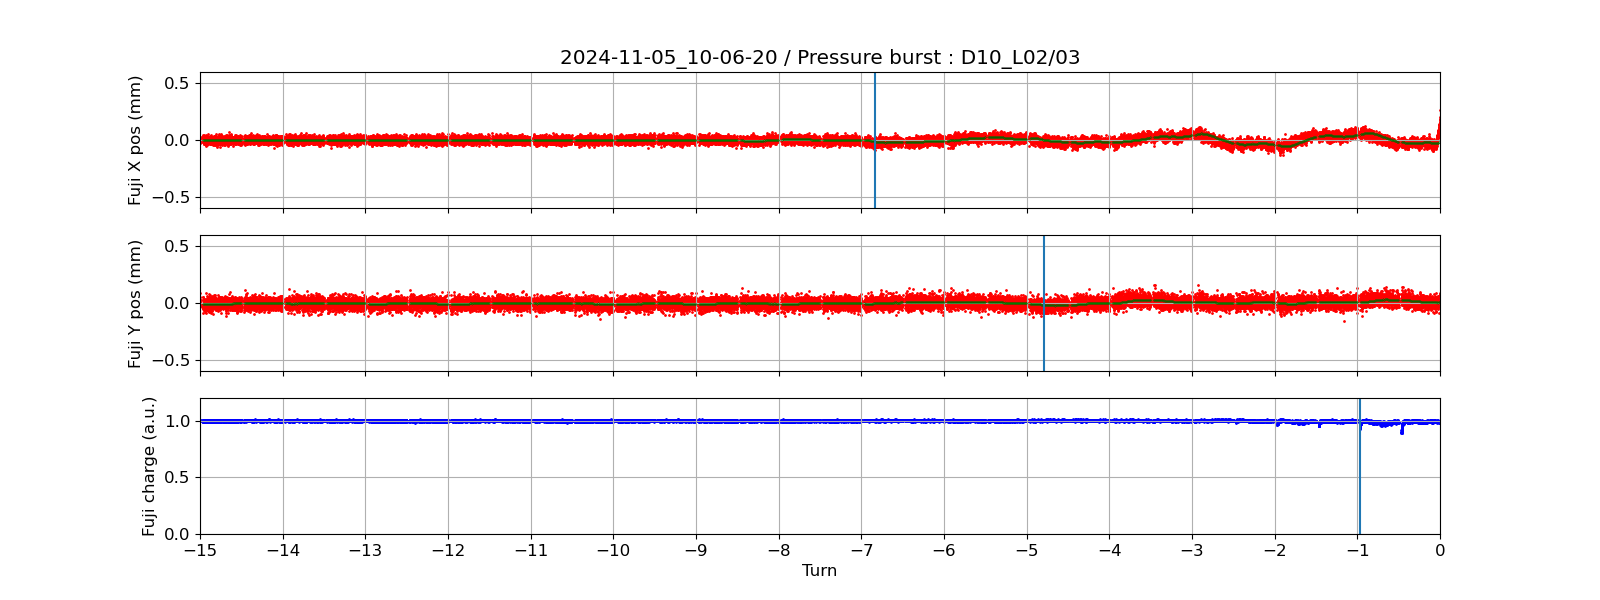 2024-11-05_10-06-20 / Pressure burst : D10_L02/03
Fuji X pos (mm)
0.5
0.0
−0.5
Fuji Y pos (mm)
0.5
0.0
−0.5
Fuji charge (a.u.)
1.0
0.5
0.0
−15 −14 −13 −12 −11 −10 −9 −8 −7 −6 −5 −4 −3 −2 −1 0
Turn